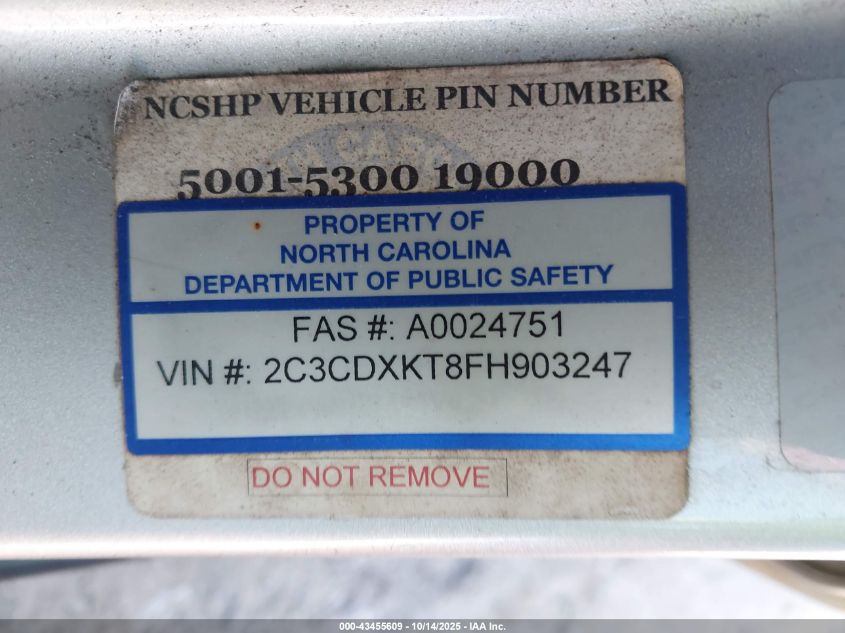 NCSHP VEHICLE PIN NUMBER
5001-5300 19000
PROPERTY OF
NORTH CAROLINA
DEPARTMENT OF PUBLIC SAFETY
FAS #: A0024751
VIN #: 2C3CDXKT8FH903247
DO NOT REMOVE
000-43455609 - 10/14/2025 - IAA Inc.